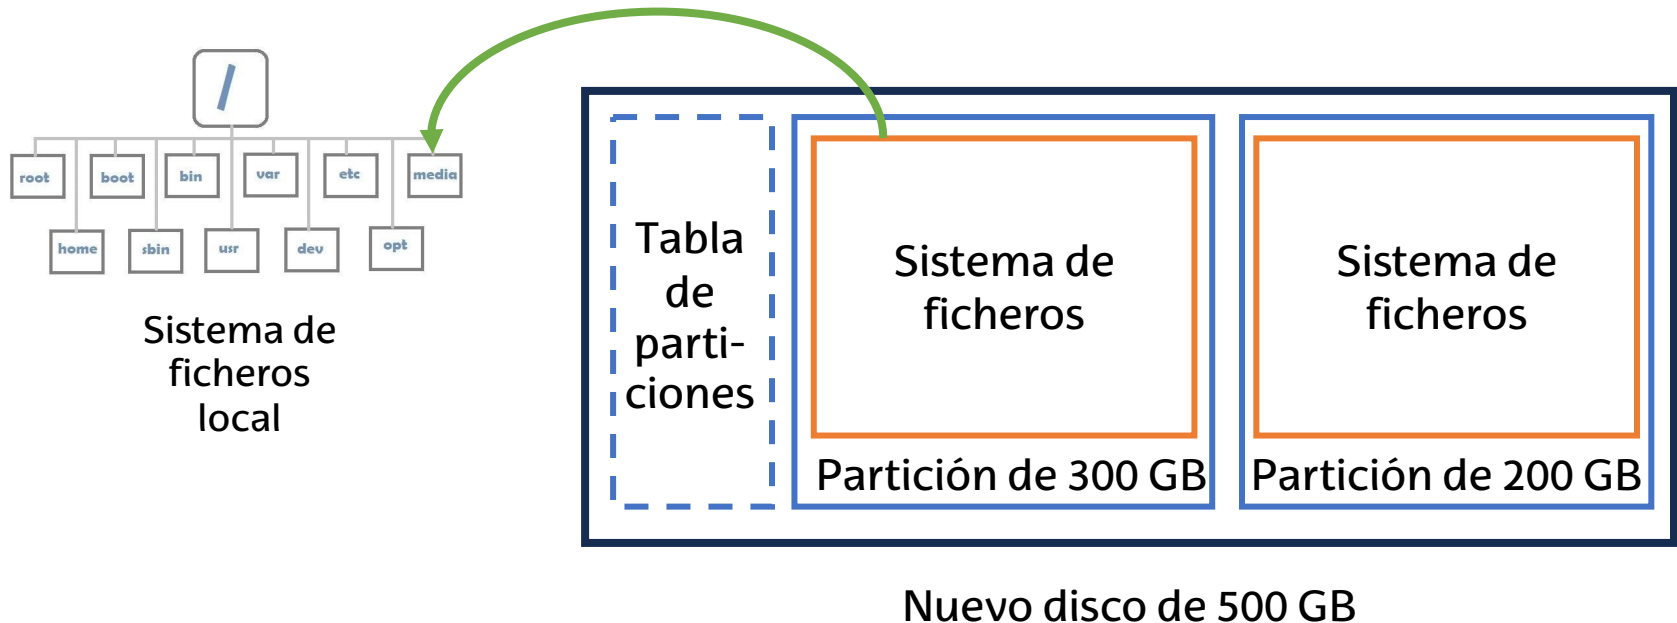 /
root
boot
bin
var
etc
media
home
sbin
usr
dev
opt
Sistema de
ficheros
local
Tabla
de
parti-
ciones
Sistema de
ficheros
Partición de 300 GB
Sistema de
ficheros
Partición de 200 GB
Nuevo disco de 500 GB